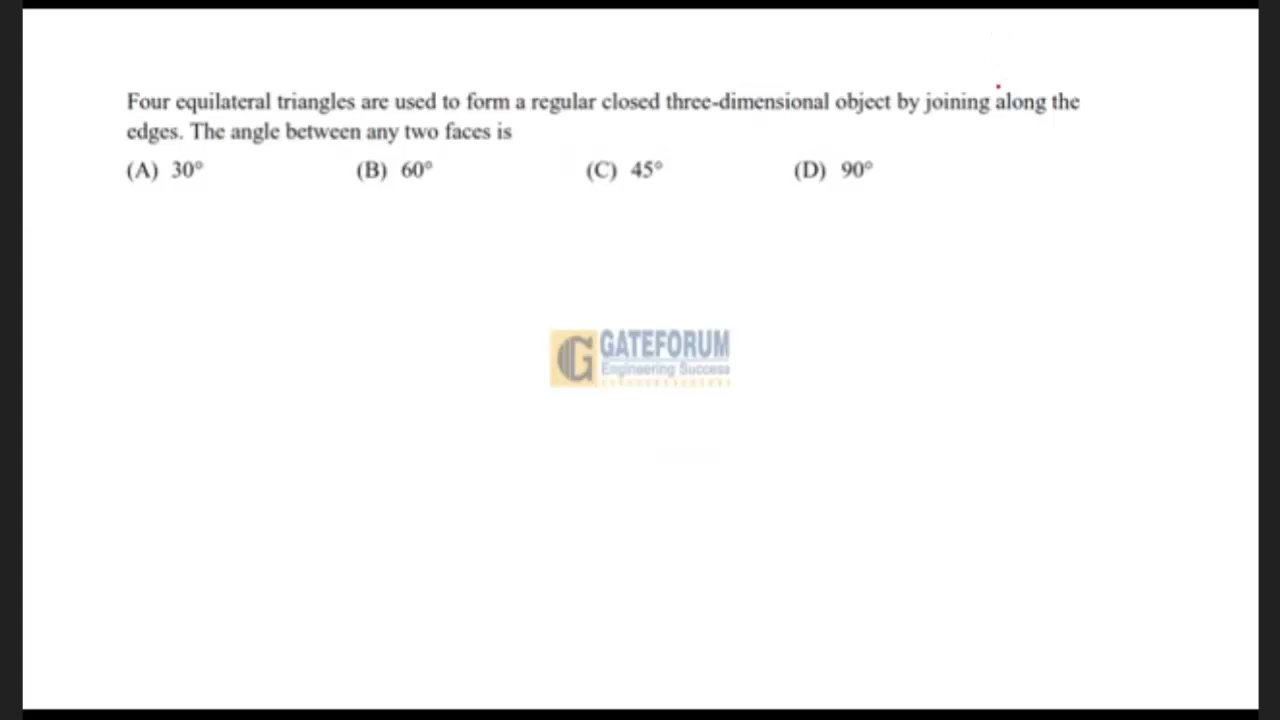 Four equilateral triangles are used to form a regular closed three-dimensional object by joining along the
edges. The angle between any two faces is
(A) 30° (B) 60° (C) 45° (D) 90°
G GATEFORUM
Engineering Success